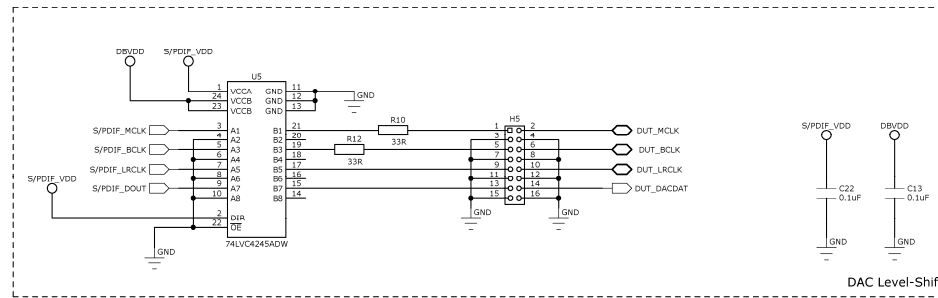 DBVDD S/PDIF_VDD
U5
1 VCCA GND 11
24 VCCB GND 12 GND
23 VCCB GND 13
R10 H5
S/PDIF_MCLK 3 A1 B1 21 33R 1 2 DUT_MCLK
4 A2 B2 20 R12 3 4
S/PDIF_BCLK 5 A3 B3 19 33R 5 6 DUT_BCLK
6 A4 B4 18 7 8
S/PDIF_LRCLK 7 A5 B5 17 9 10 DUT_LRCLK
8 A6 B6 16 11 12
S/PDIF_DOUT 9 A7 B7 15 13 14 DUT_DACDAT
10 A8 B8 14 15 16
S/PDIF_VDD
2 DIR GND GND
22 OE
74LVC4245ADW
GND
S/PDIF_VDD DBVDD
C22 C13
0.1uF 0.1uF
GND GND
DAC Level-Shif